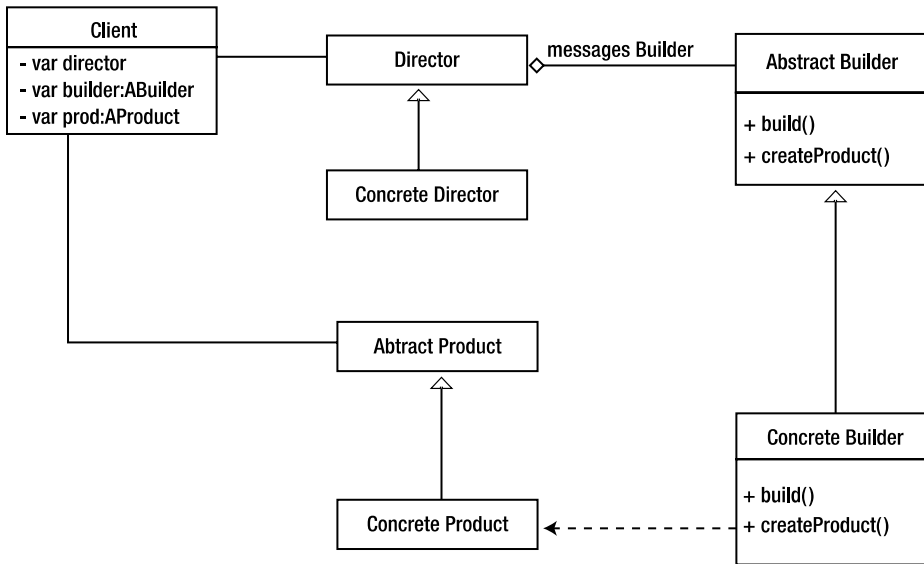 Client
- var director
- var builder:ABuilder
- var prod:AProduct
Director
messages Builder
Abstract Builder
+ build()
+ createProduct()
Concrete Director
Abtract Product
Concrete Product
Concrete Builder
+ build()
+ createProduct()